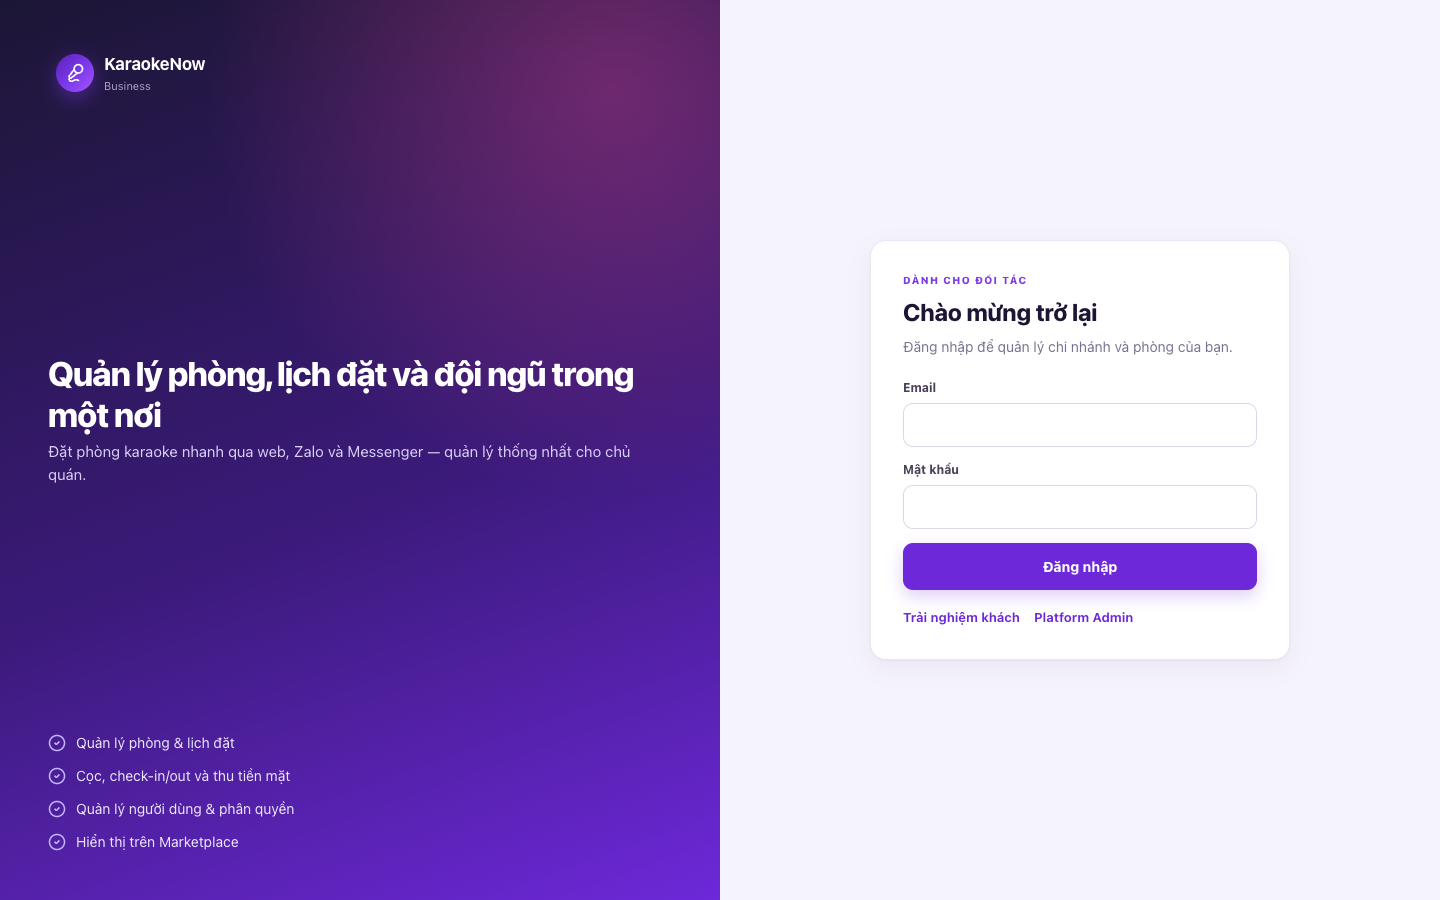 KaraokeNow
Business
Quản lý phòng, lịch đặt và đội ngũ trong
một nơi
Đặt phòng karaoke nhanh qua web, Zalo và Messenger — quản lý thống nhất cho chủ
quán.
Quản lý phòng & lịch đặt
Cọc, check-in/out và thu tiền mặt
Quản lý người dùng & phân quyền
Hiển thị trên Marketplace
DÀNH CHO ĐỐI TÁC
Chào mừng trở lại
Đăng nhập để quản lý chi nhánh và phòng của bạn.
Email
Mật khẩu
Đăng nhập
Trải nghiệm khách Platform Admin